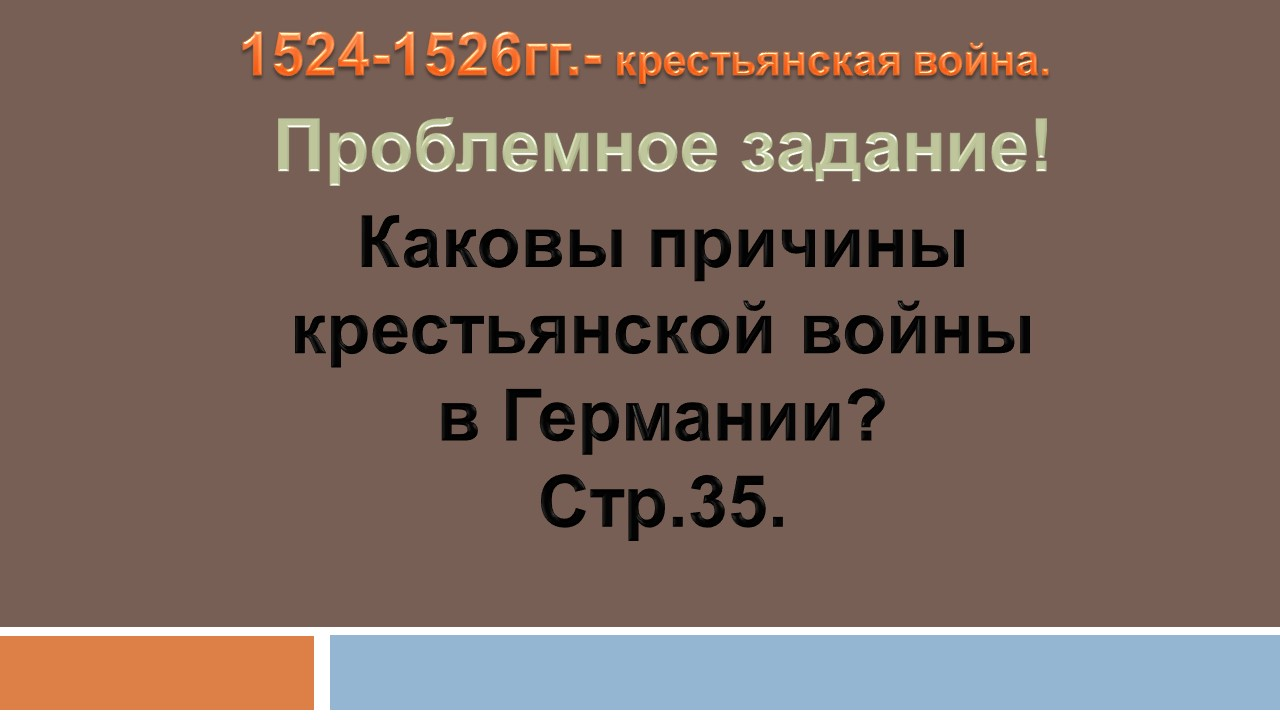 1524-1526гг.- крестьянская война.
Проблемное задание!
Каковы причины
крестьянской войны
в Германии?
Стр.35.